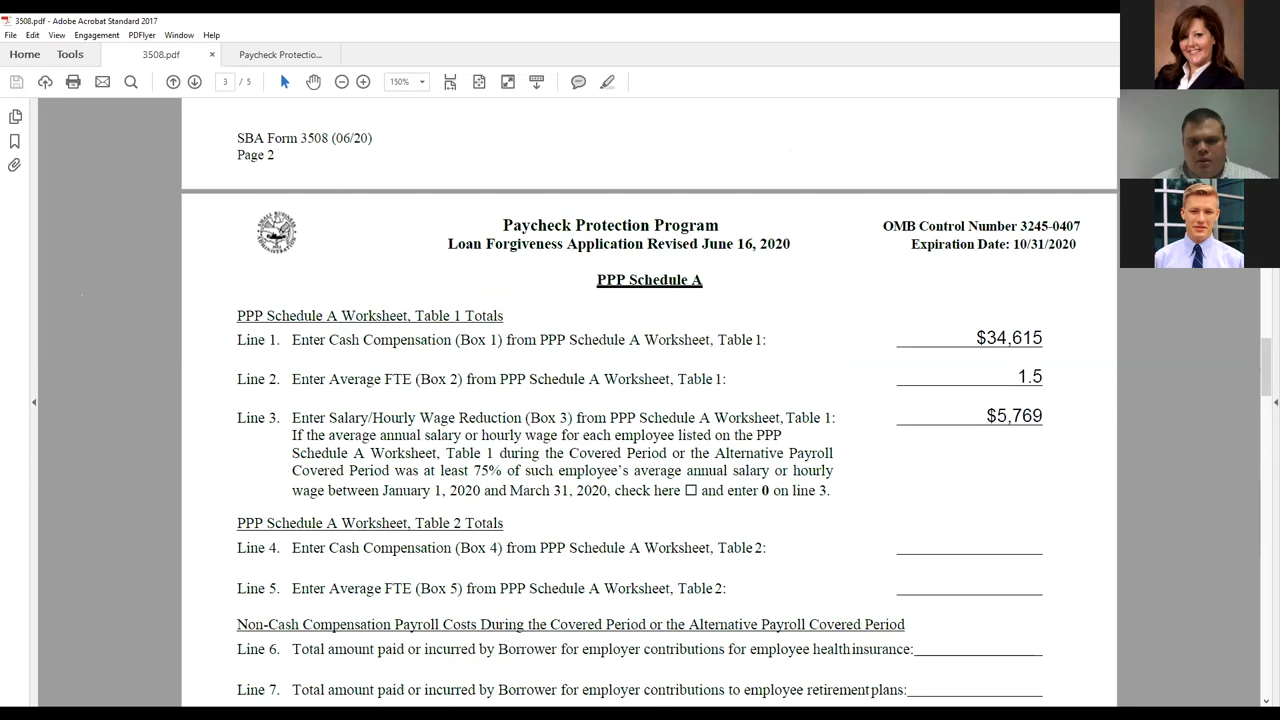 3508.pdf - Adobe Acrobat Standard 2017
File Edit View Engagement PDFlyer Window Help
Home Tools 3508.pdf × Paycheck Protectio...
3 / 5 150%
SBA Form 3508 (06/20)
Page 2
Paycheck Protection Program OMB Control Number 3245-0407
Loan Forgiveness Application Revised June 16, 2020 Expiration Date: 10/31/2020
PPP Schedule A
PPP Schedule A Worksheet, Table 1 Totals
Line 1. Enter Cash Compensation (Box 1) from PPP Schedule A Worksheet, Table 1: $34,615
Line 2. Enter Average FTE (Box 2) from PPP Schedule A Worksheet, Table 1: 1.5
Line 3. Enter Salary/Hourly Wage Reduction (Box 3) from PPP Schedule A Worksheet, Table 1: $5,769
If the average annual salary or hourly wage for each employee listed on the PPP
Schedule A Worksheet, Table 1 during the Covered Period or the Alternative Payroll
Covered Period was at least 75% of such employee's average annual salary or hourly
wage between January 1, 2020 and March 31, 2020, check here ☐ and enter 0 on line 3.
PPP Schedule A Worksheet, Table 2 Totals
Line 4. Enter Cash Compensation (Box 4) from PPP Schedule A Worksheet, Table 2:
Line 5. Enter Average FTE (Box 5) from PPP Schedule A Worksheet, Table 2:
Non-Cash Compensation Payroll Costs During the Covered Period or the Alternative Payroll Covered Period
Line 6. Total amount paid or incurred by Borrower for employer contributions for employee health insurance:
Line 7. Total amount paid or incurred by Borrower for employer contributions to employee retirement plans: